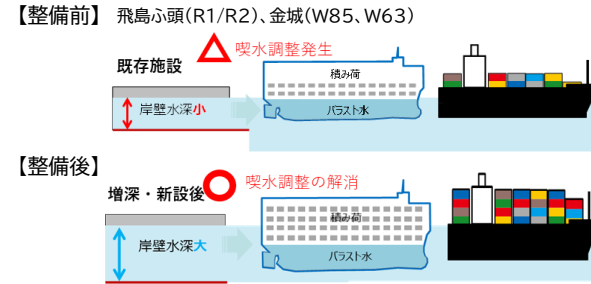 【整備前】 飛島ふ頭(R1/R2)、金城(W85、W63)
喫水調整発生
既存施設
積み荷
岸壁水深小
バラスト水
【整備後】
喫水調整の解消
増深・新設後
積み荷
岸壁水深大
バラスト水